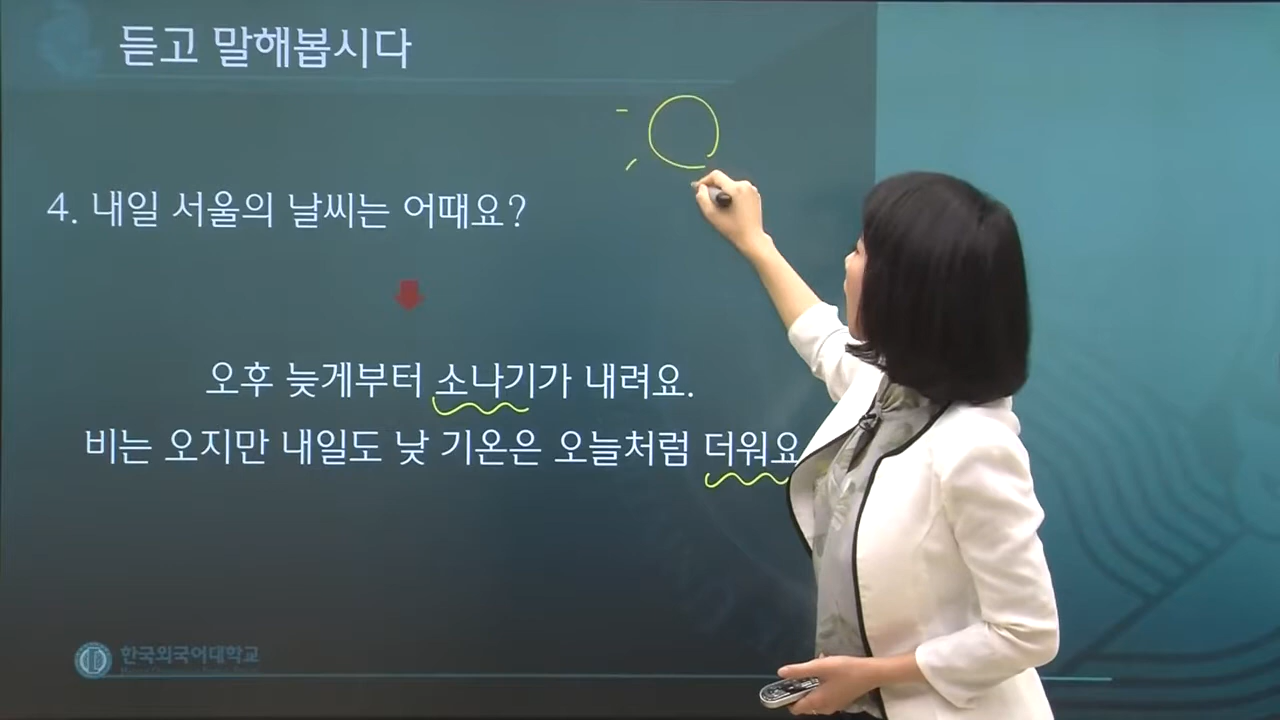 듣고 말해봅시다
4. 내일 서울의 날씨는 어때요?
오후 늦게부터 소나기가 내려요.
비는 오지만 내일도 낮 기온은 오늘처럼 더워요
한국외국어대학교